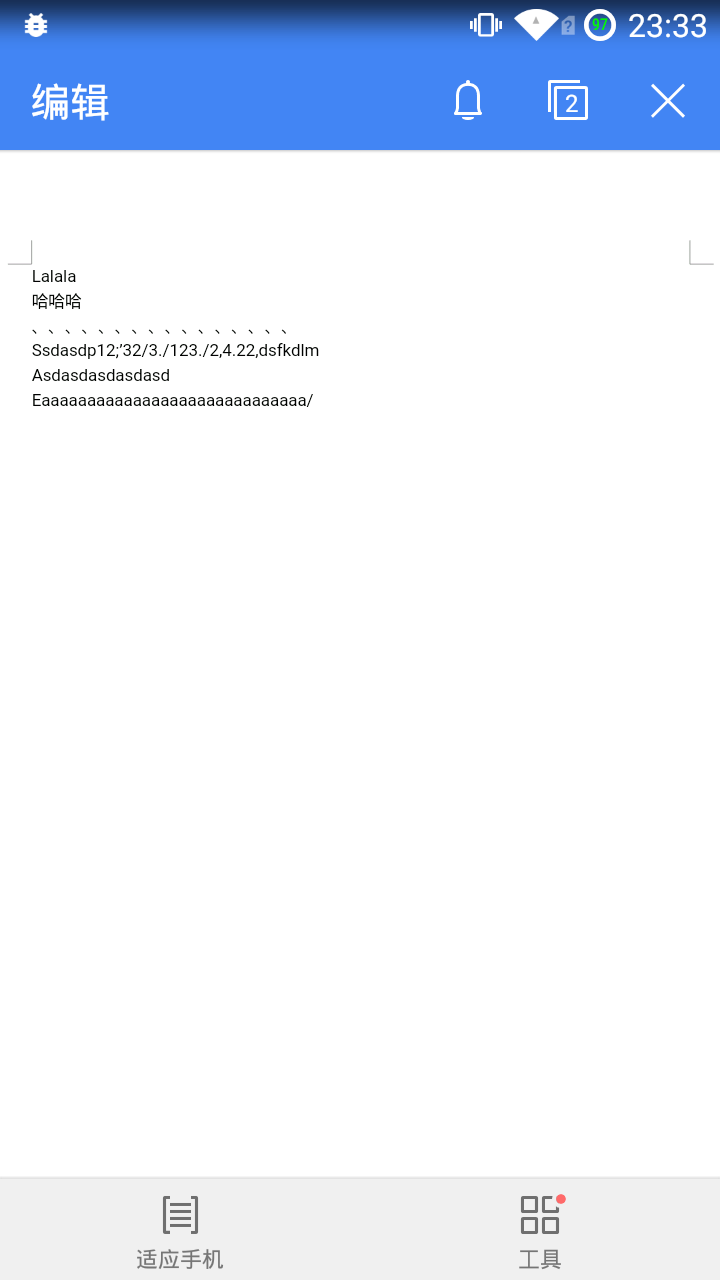 97 23:33
编辑 2
Lalala
哈哈哈
、、、、、、、、、、、、、、、、
Ssdasdp12;’32/3./123./2,4.22,dsfkdlm
Asdasdasdasdasd
Eaaaaaaaaaaaaaaaaaaaaaaaaaaaaa/
适应手机 工具